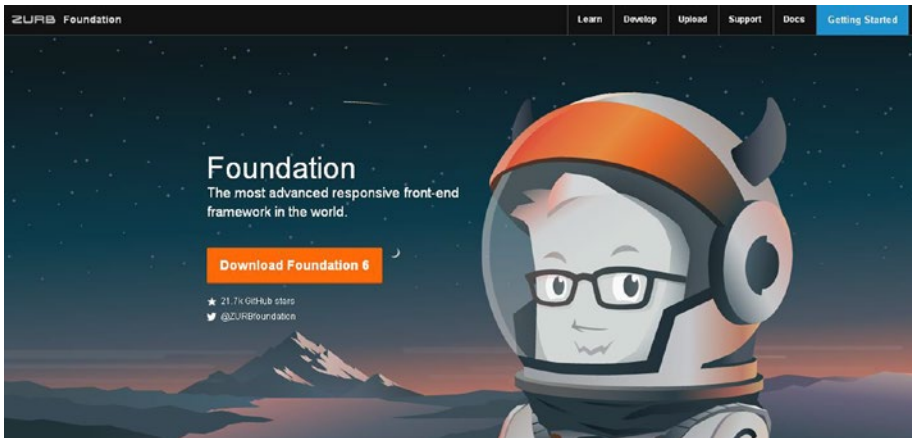 ZURB Foundation
Learn
Develop
Upload
Support
Docs
Getting Started
Foundation
The most advanced responsive front-end
framework in the world.
Download Foundation 6
21.7k GitHub stars
@ZURBfoundation